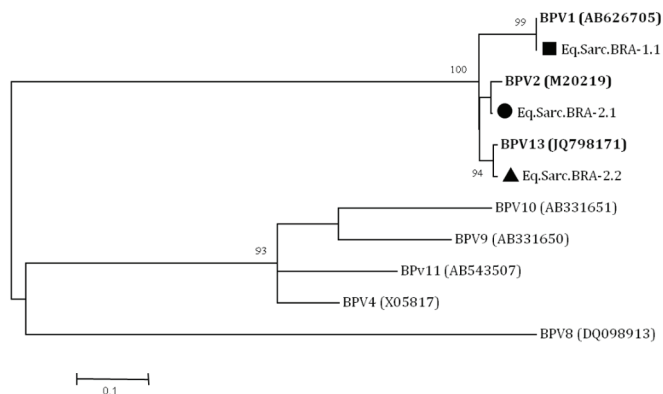 99
BPV1 (AB626705)
Eq.Sarc.BRA-1.1
100
BPV2 (M20219)
Eq.Sarc.BRA-2.1
BPV13 (JQ798171)
94
Eq.Sarc.BRA-2.2
BPV10 (AB331651)
BPV9 (AB331650)
93
BPv11 (AB543507)
BPV4 (X05817)
BPV8 (DQ098913)
0.1